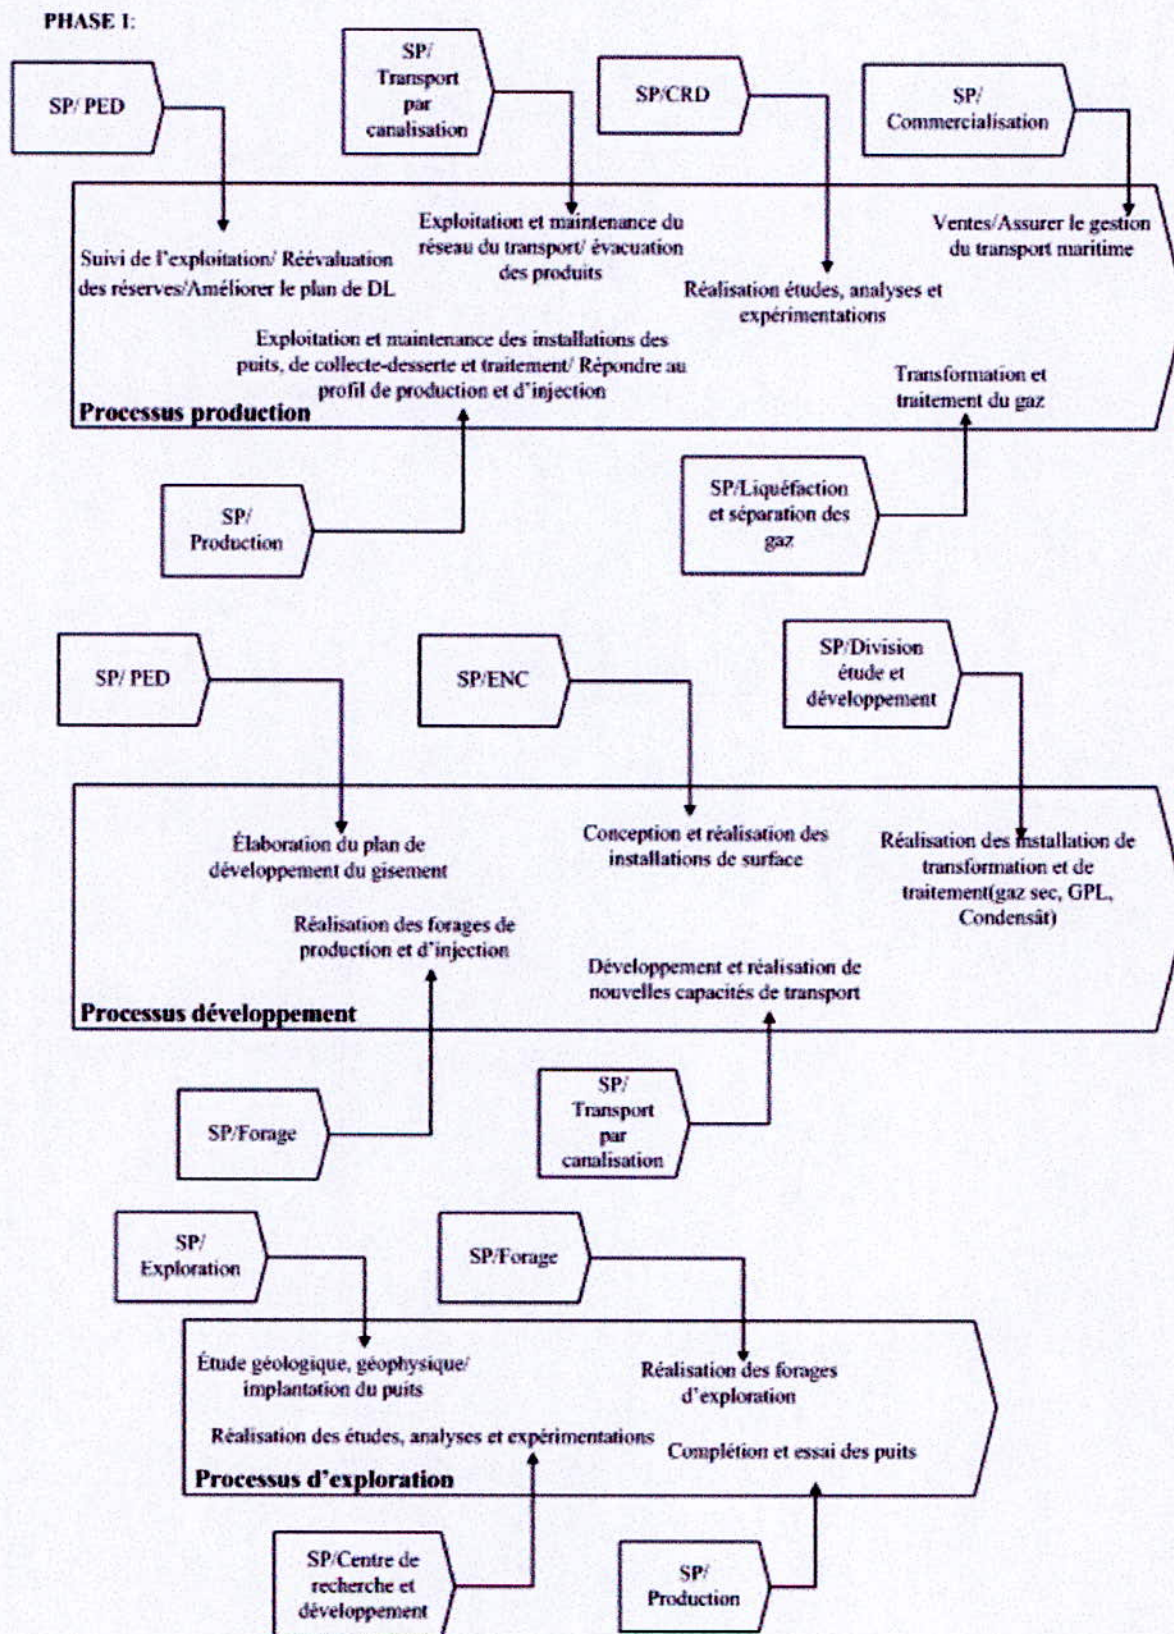 PHASE I:
SP/ PED
SP/
Transport
par
canalisation
SP/CRD
SP/
Commercialisation
Suivi de l'exploitation/ Réévaluation
des réserves/Améliorer le plan de DL
Exploitation et maintenance du
réseau du transport/ évacuation
des produits
Réalisation études, analyses et
expérimentations
Ventes/Assurer le gestion
du transport maritime
Exploitation et maintenance des installations des
puits, de collecte-desserte et traitement/ Répondre au
profil de production et d'injection
Transformation et
traitement du gaz
Processus production
SP/
Production
SP/Liquéfaction
et séparation des
gaz
SP/ PED
SP/ENC
SP/Division
étude et
développement
Élaboration du plan de
développement du gisement
Conception et réalisation des
installations de surface
Réalisation des installation de
transformation et de
traitement(gaz sec, GPL,
Condensât)
Réalisation des forages de
production et d'injection
Développement et réalisation de
nouvelles capacités de transport
Processus développement
SP/Forage
SP/
Transport
par
canalisation
SP/
Exploration
SP/Forage
Étude géologique, géophysique/
implantation du puits
Réalisation des forages
d'exploration
Réalisation des études, analyses et expérimentations
Complétion et essai des puits
Processus d'exploration
SP/Centre de
recherche et
développement
SP/
Production